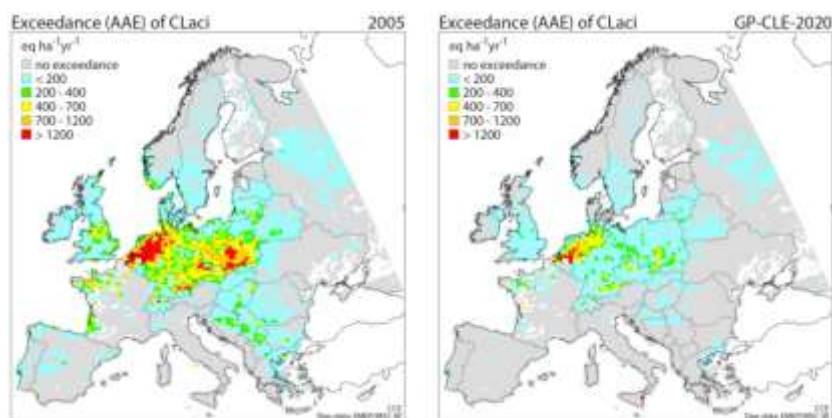 Exceedance (AAE) of CLaci 2005
eq ha⁻¹yr⁻¹
no exceedance
< 200
200 - 400
400 - 700
700 - 1200
> 1200
CCE
Exceedance (AAE) of CLaci GP-CLE-2020
eq ha⁻¹yr⁻¹
no exceedance
< 200
200 - 400
400 - 700
700 - 1200
> 1200
CCE